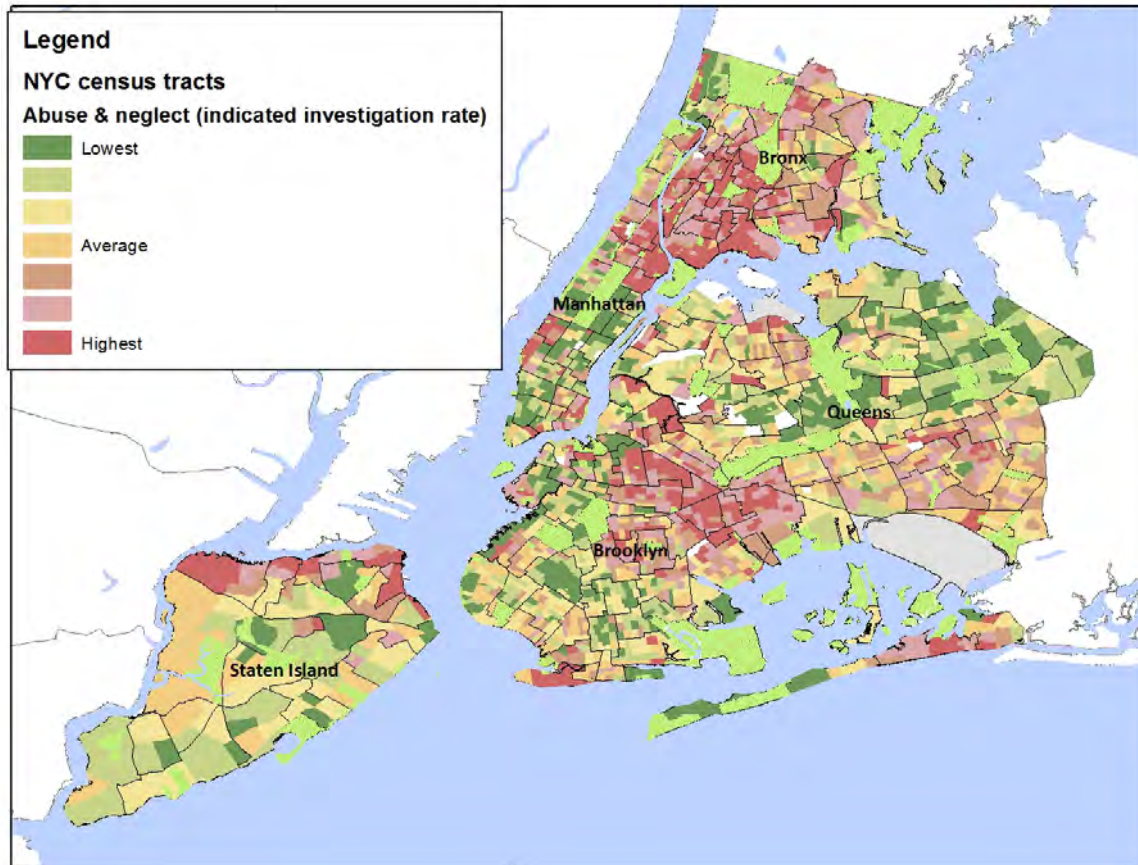 Legend
NYC census tracts
Abuse & neglect (indicated investigation rate)
Lowest
Average
Highest
Bronx
Manhattan
Queens
Brooklyn
Staten Island